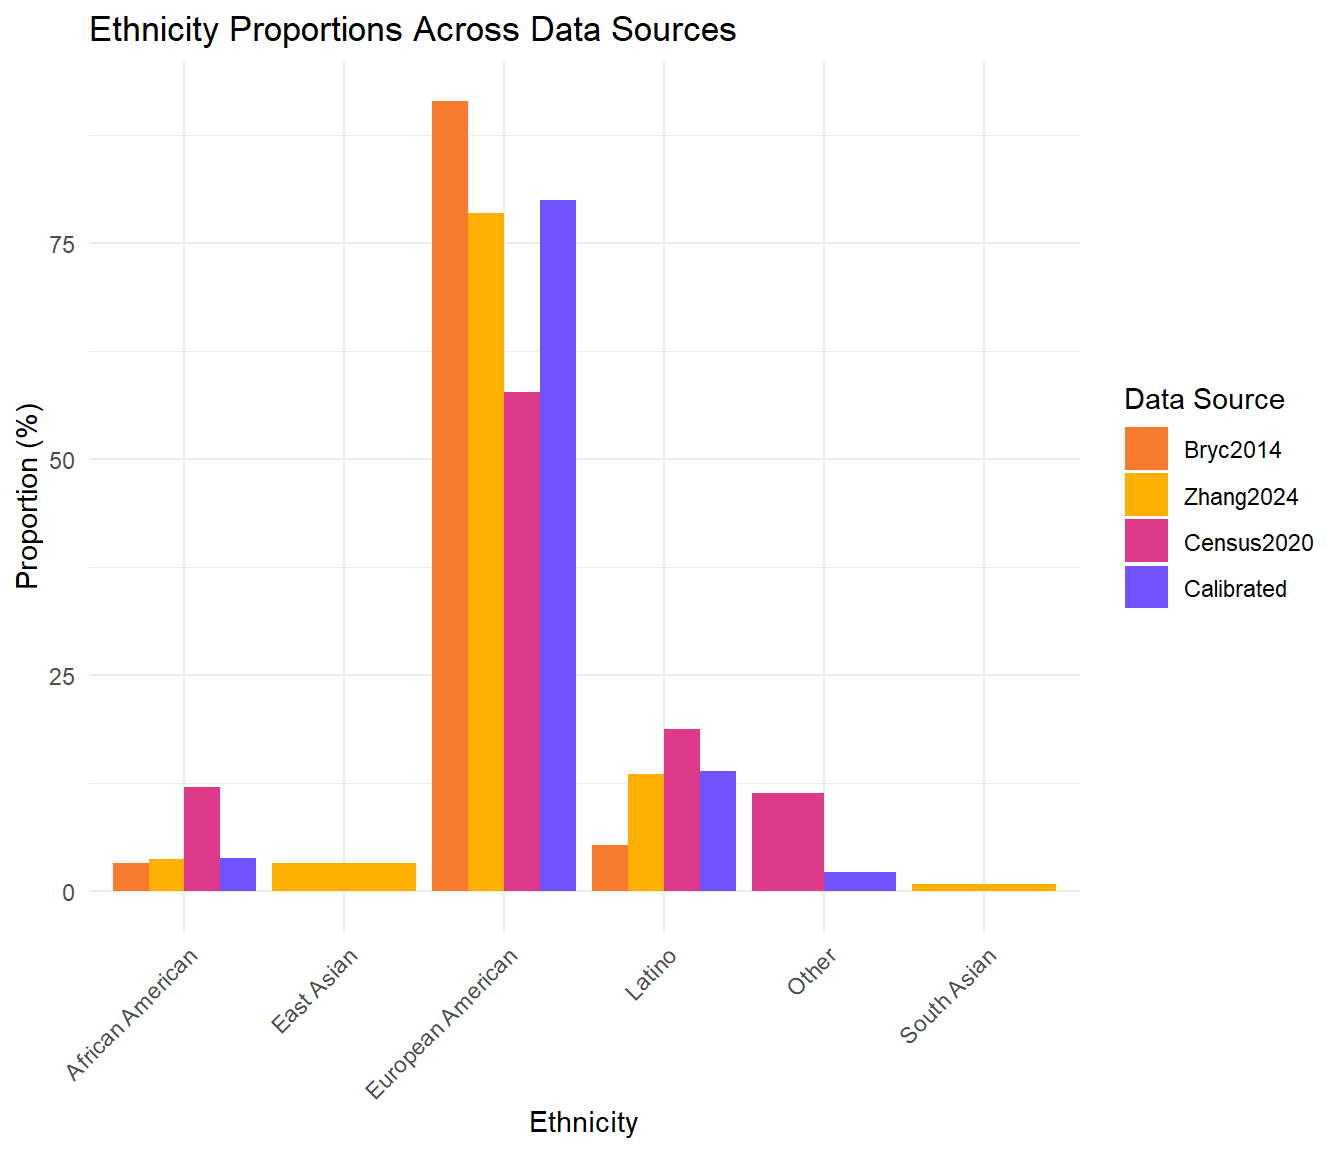 Ethnicity Proportions Across Data Sources
Proportion (%)
75
50
25
0
African American
East Asian
European American
Latino
Other
South Asian
Ethnicity
Data Source
Bryc2014
Zhang2024
Census2020
Calibrated